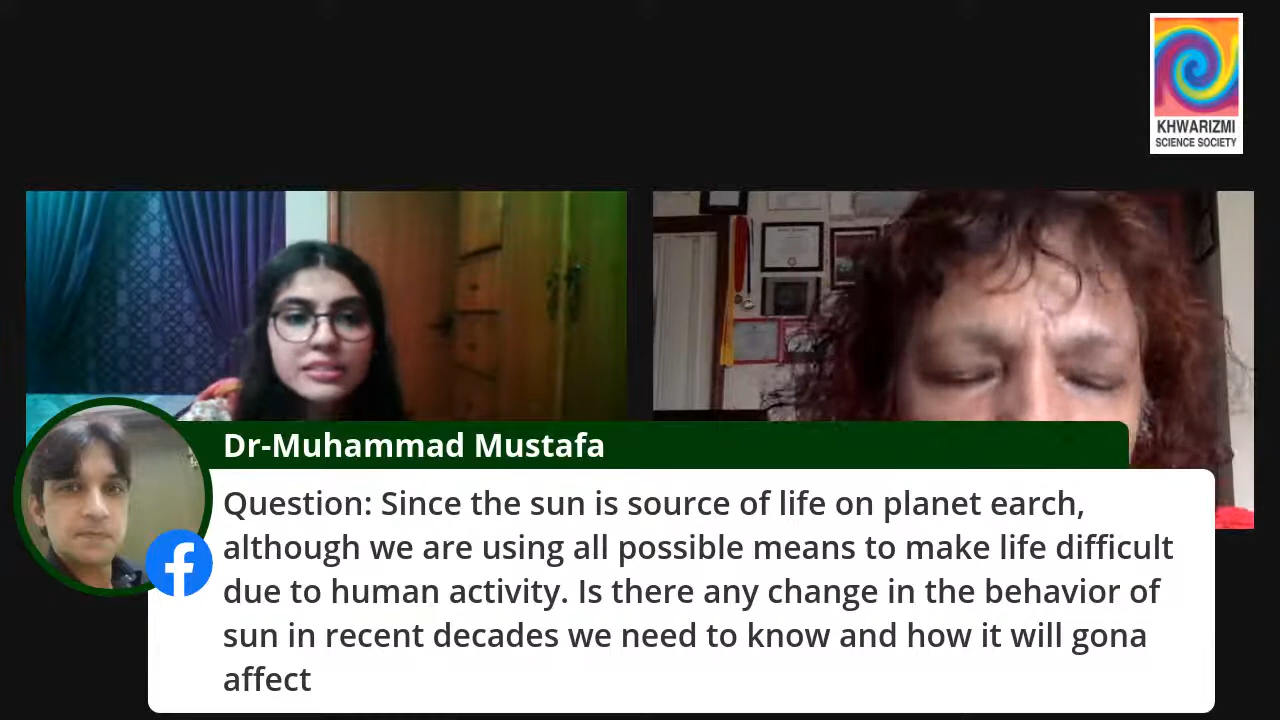 KHWARIZMI
SCIENCE SOCIETY
Dr-Muhammad Mustafa
Question: Since the sun is source of life on planet earch,
although we are using all possible means to make life difficult
due to human activity. Is there any change in the behavior of
sun in recent decades we need to know and how it will gona
affect